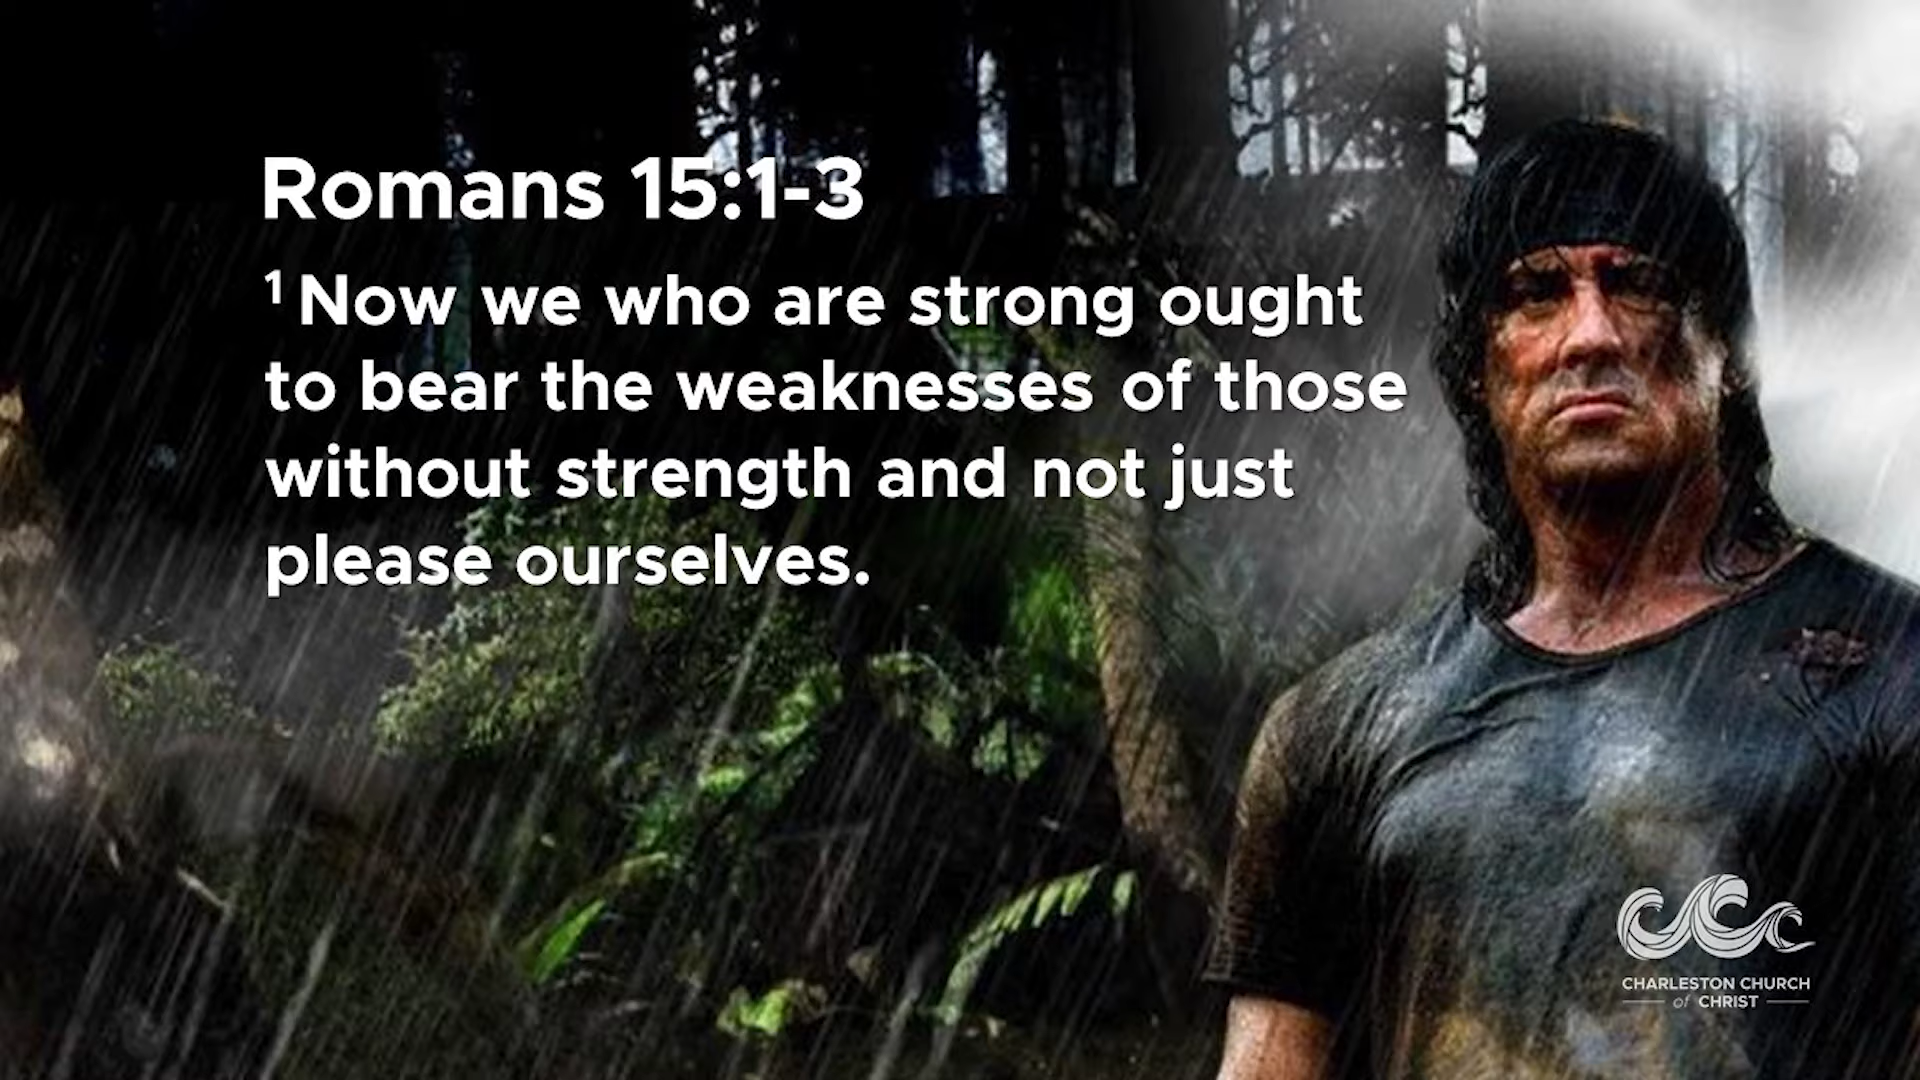 Romans 15:1-3
¹ Now we who are strong ought
to bear the weaknesses of those
without strength and not just
please ourselves.
CHARLESTON CHURCH
of CHRIST